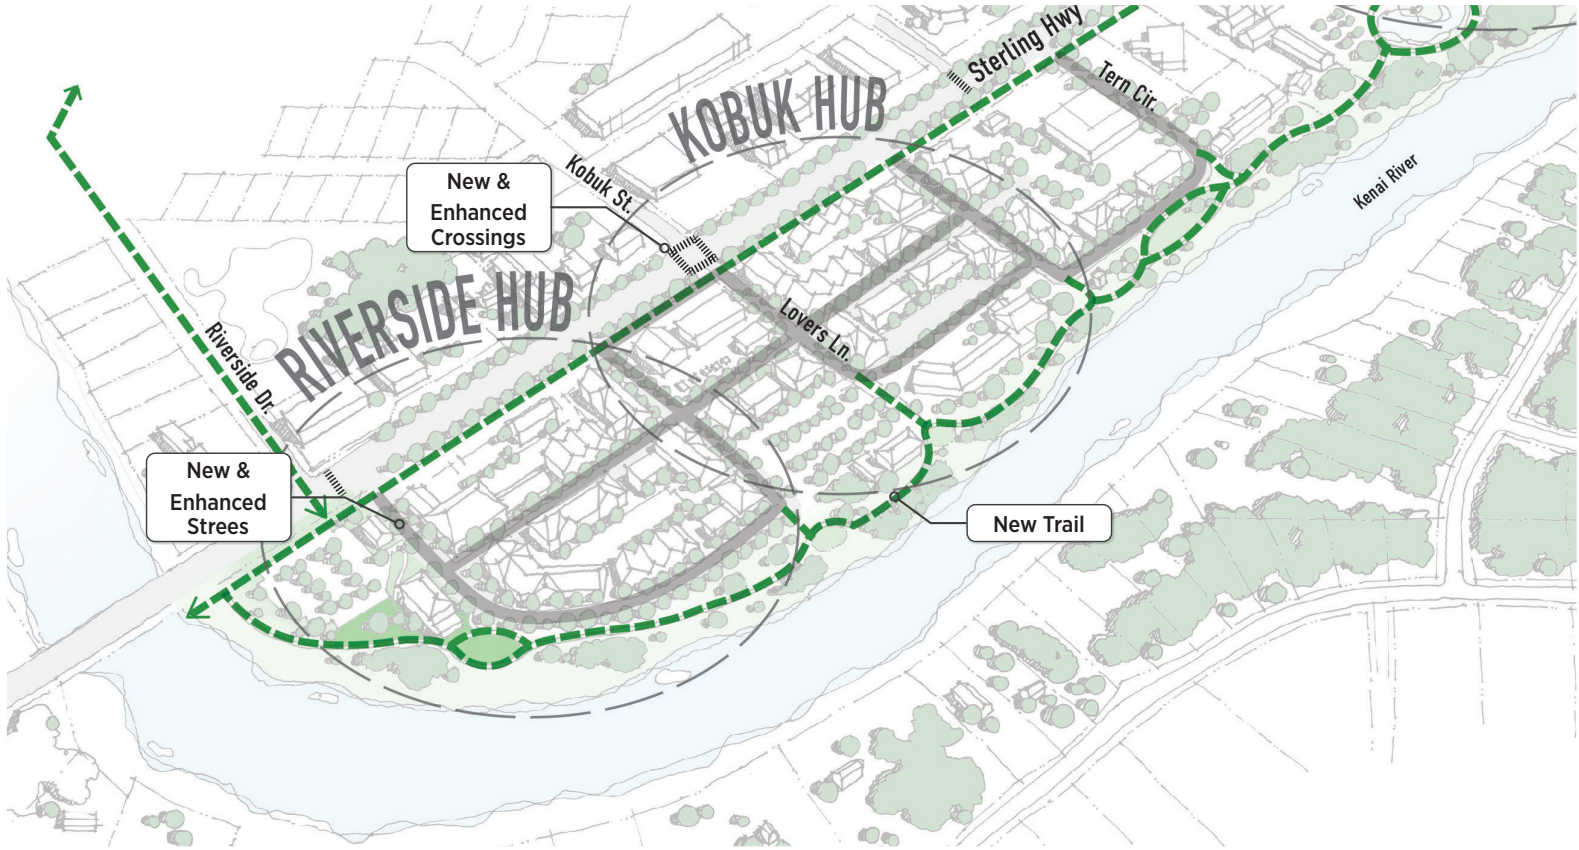 Sterling Hwy
Tern Cir.
KOBUK HUB
Kobuk St.
New &
Enhanced
Crossings
Kenai River
RIVERSIDE HUB
Lovers Ln.
Riverside Dr.
New &
Enhanced
Strees
New Trail